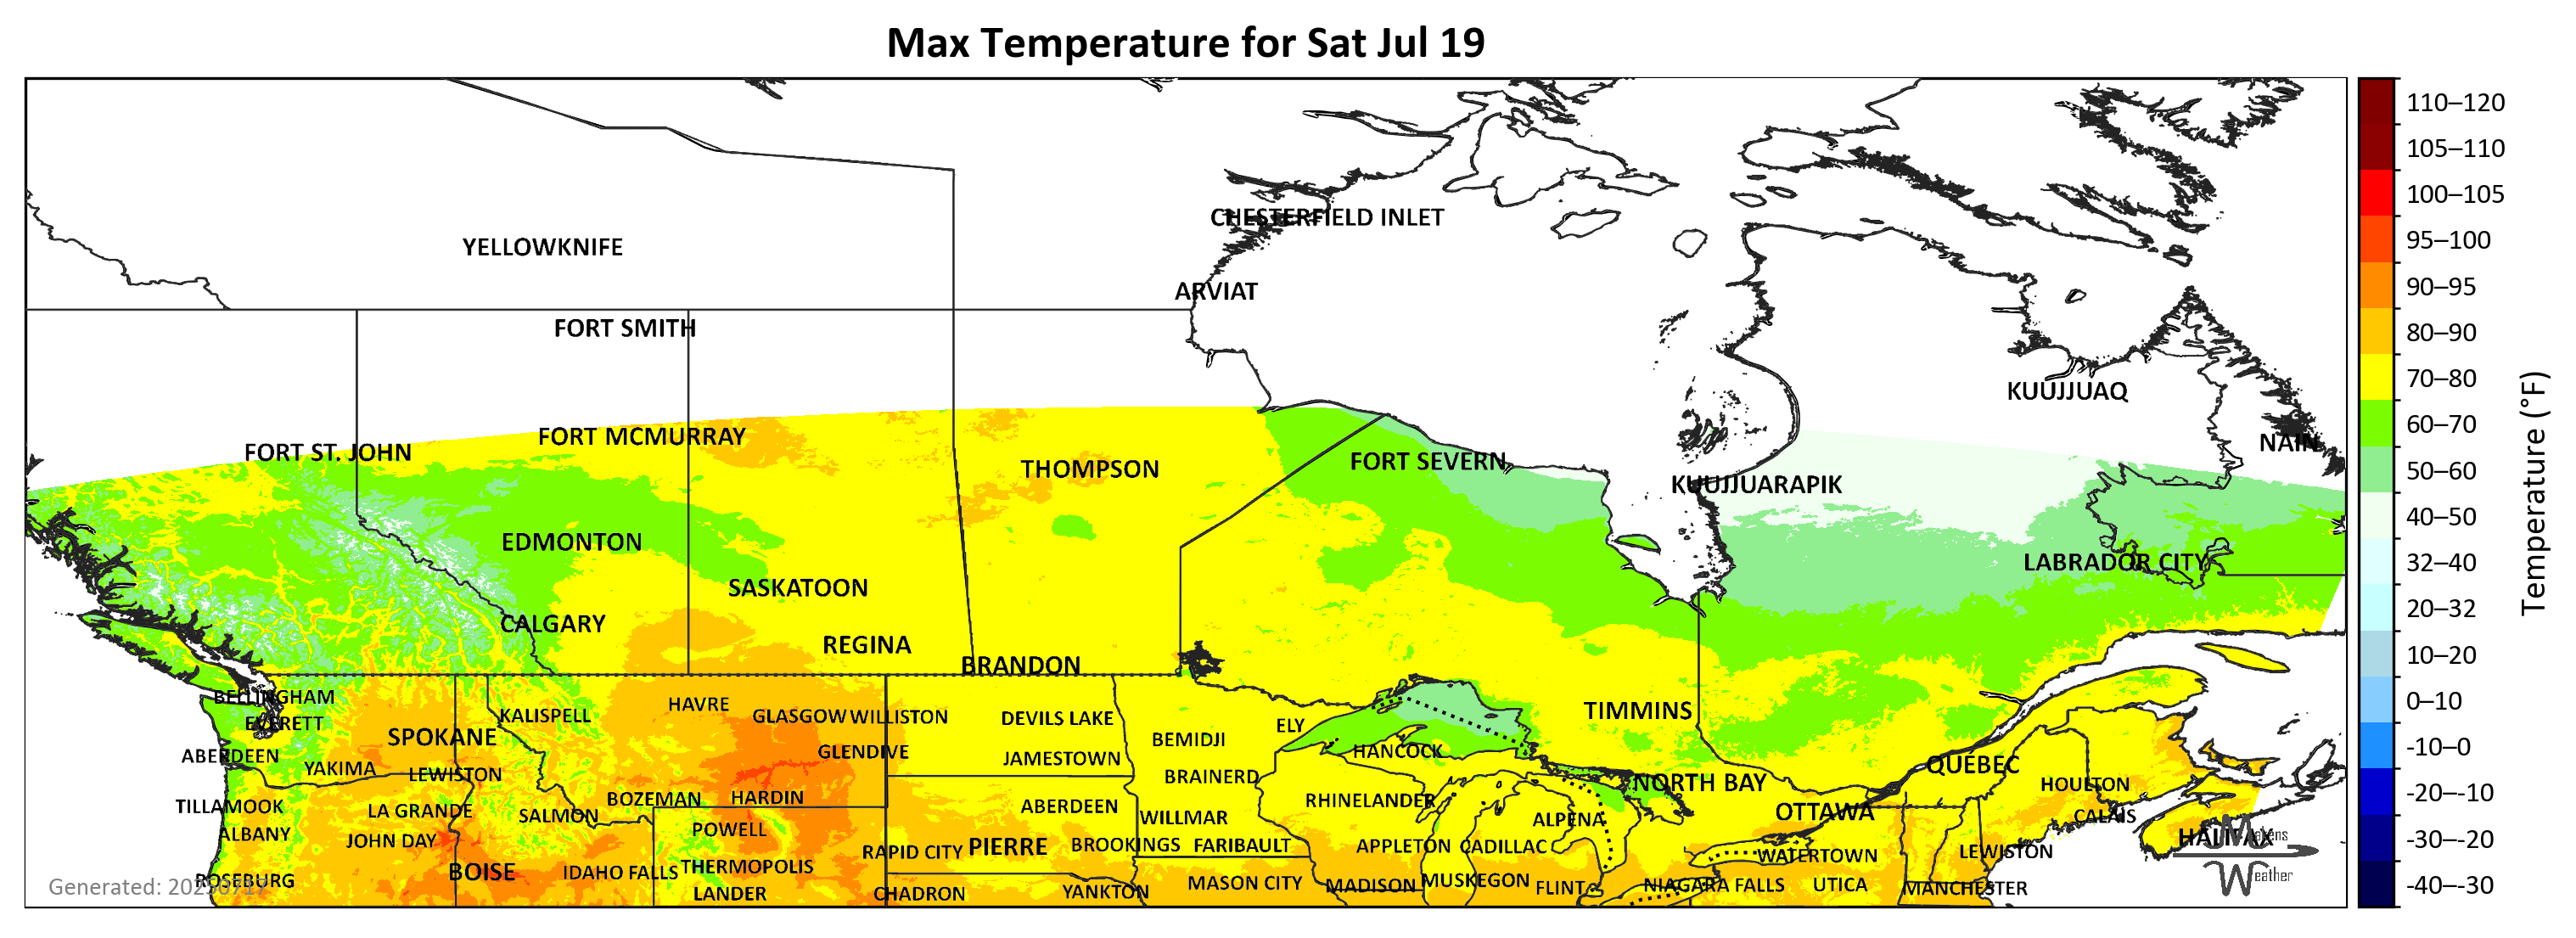 Max Temperature for Sat Jul 19
110–120
105–110
100–105
95–100
90–95
80–90
70–80
60–70
50–60
40–50
32–40
20–32
10–20
0–10
-10–0
-20–-10
-30–-20
-40–-30
Temperature (°F)
CHESTERFIELD INLET
YELLOWKNIFE
ARVIAT
FORT SMITH
KUUJJUAQ
FORT MCMURRAY
NAIN
FORT ST. JOHN
FORT SEVERN
THOMPSON
KUUJJUARAPIK
EDMONTON
LABRADOR CITY
SASKATOON
CALGARY
REGINA
BRANDON
BELLINGHAM
HAVRE
TIMMINS
KALISPELL
GLASGOW
WILLISTON
DEVILS LAKE
EVERETT
ELY
SPOKANE
BEMIDJI
HANCOCK
GLENDIVE
ABERDEEN
JAMESTOWN
QUÉBEC
YAKIMA
LEWISTON
BRAINERD
NORTH BAY
HOULTON
BOZEMAN
HARDIN
RHINELANDER
TILLAMOOK
LA GRANDE
ABERDEEN
OTTAWA
SALMON
WILLMAR
ALPENA
CALAIS
POWELL
ALBANY
JOHN DAY
HALIFAX
Makens
Weather
RAPID CITY
PIERRE
BROOKINGS
FARIBAULT
APPLETON
CADILLAC
LEWISTON
WATERTOWN
BOISE
IDAHO FALLS
THERMOPOLIS
ROSEBURG
MASON CITY
MADISON
MUSKEGON
FLINT
NIAGARA FALLS
UTICA
MANCHESTER
LANDER
CHADRON
YANKTON
Generated: 20250717